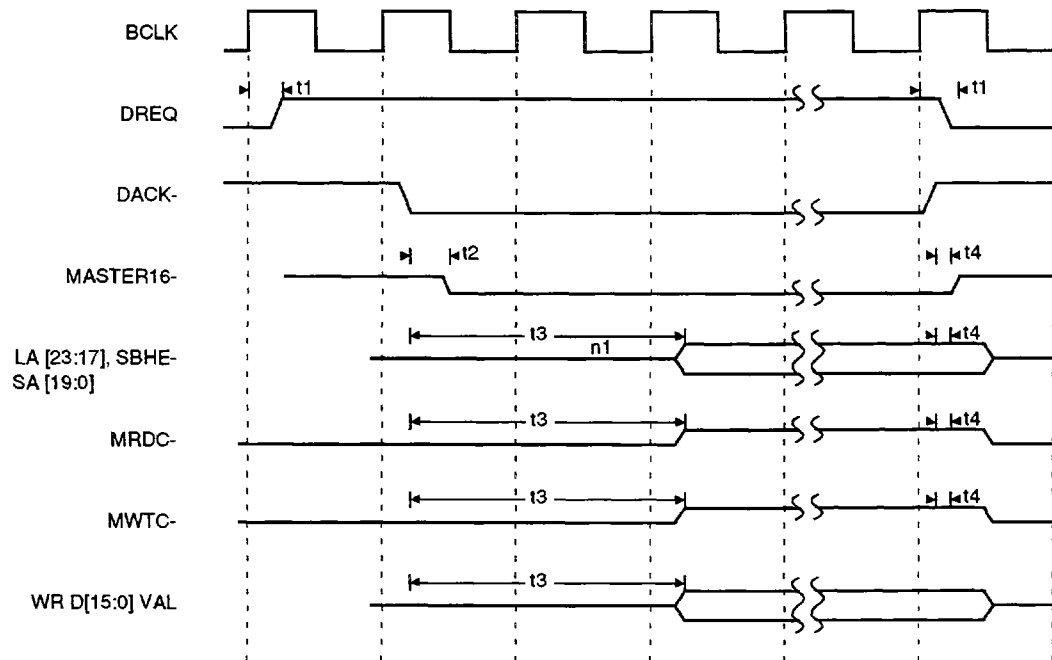 BCLK
t1
t1
DREQ
DACK-
t2
t4
MASTER16-
t3
n1
t4
LA [23:17], SBHE-
SA [19:0]
t3
t4
MRDC-
t3
t4
MWTC-
t3
WR D[15:0] VAL